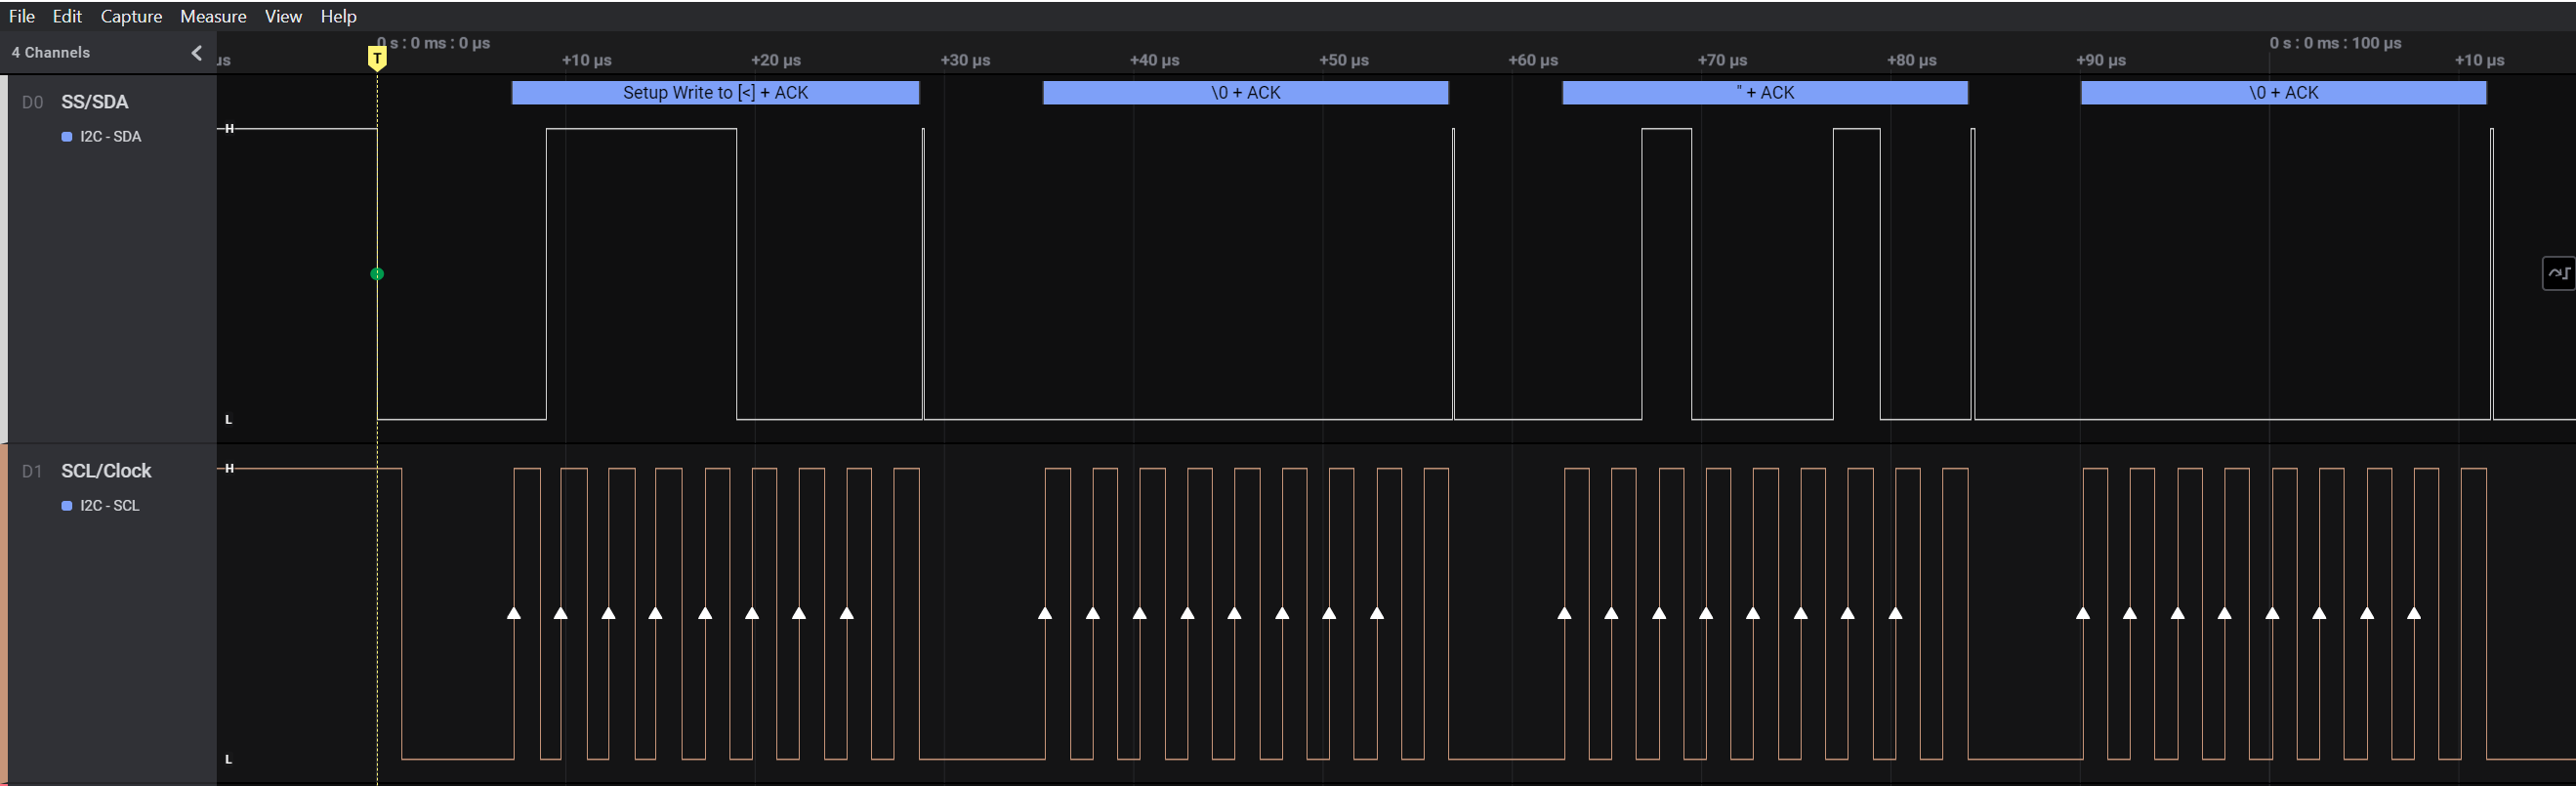 File Edit Capture Measure View Help
4 Channels
0 s : 0 ms : 0 µs
0 s : 0 ms : 100 µs
µs +10 µs +20 µs +30 µs +40 µs +50 µs +60 µs +70 µs +80 µs +90 µs +10 µs
T
D0 SS/SDA
I2C - SDA
Setup Write to [<] + ACK
\0 + ACK
" + ACK
\0 + ACK
H
L
D1 SCL/Clock
I2C - SCL
H
L